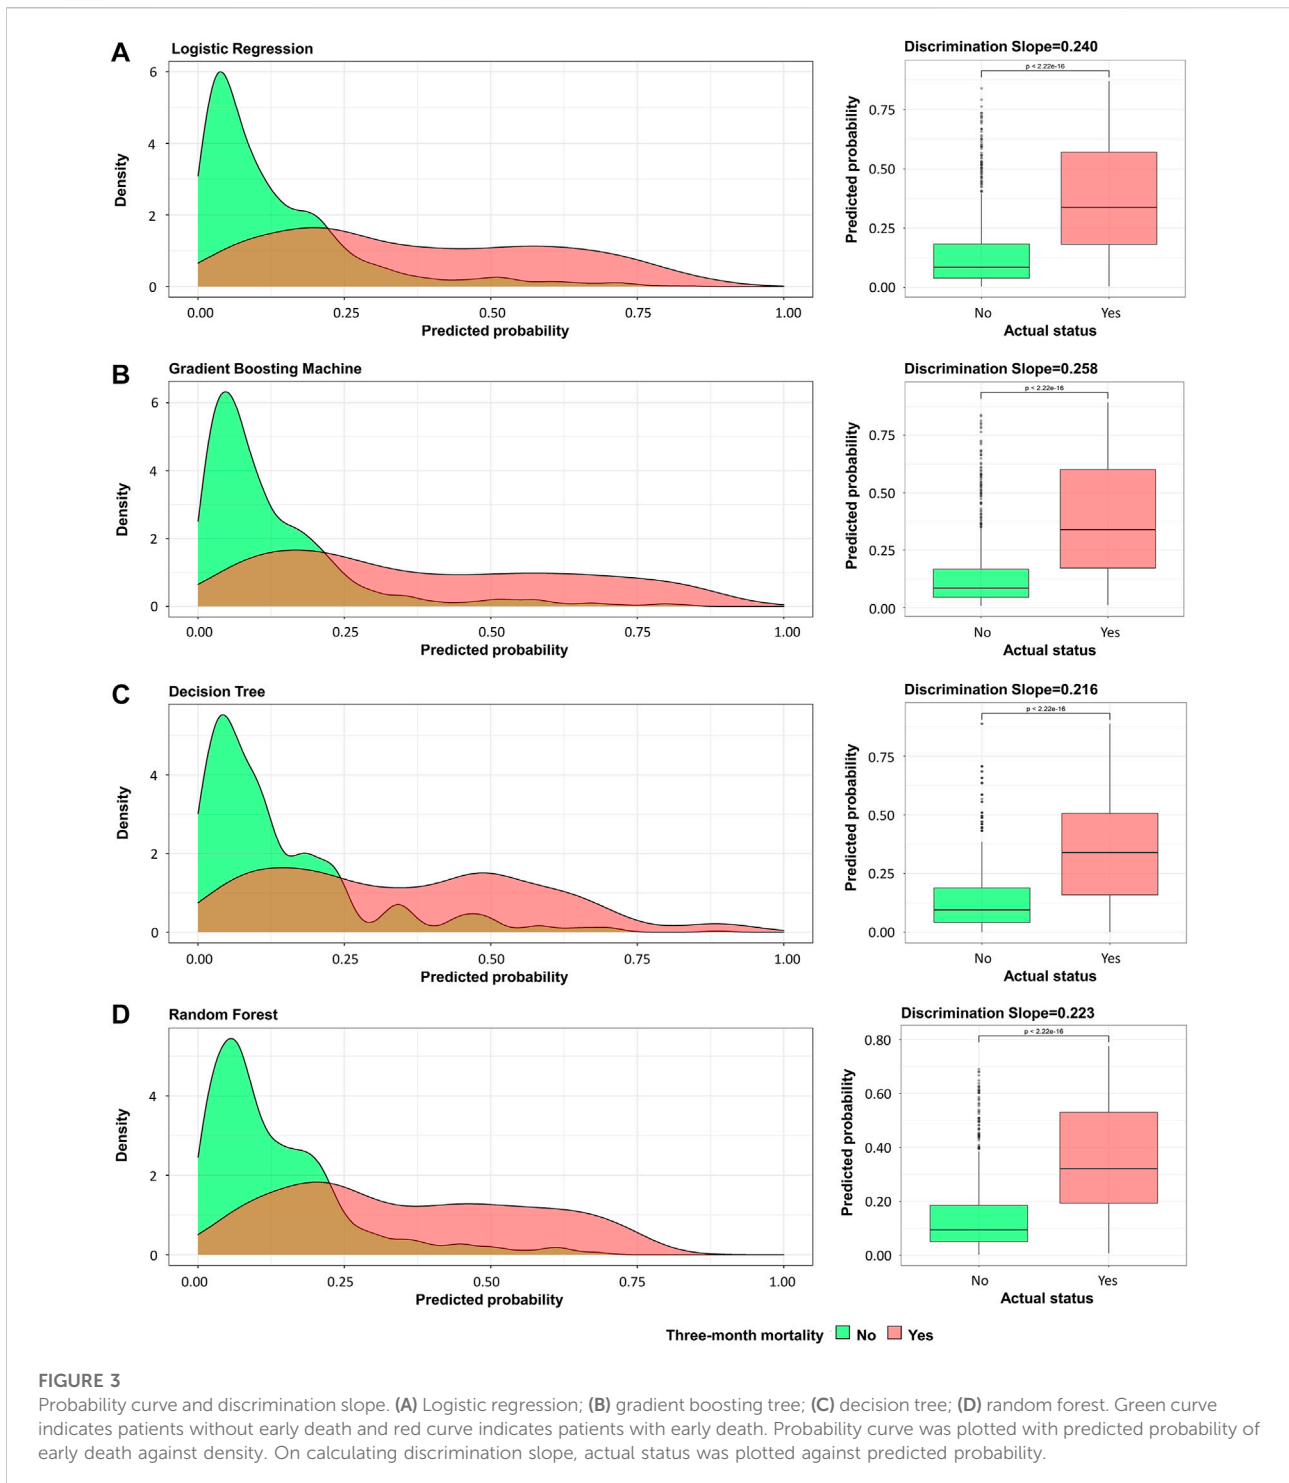 A
Logistic Regression
Discrimination Slope=0.240
6
4
2
0
Density
0.00 0.25 0.50 0.75 1.00
Predicted probability
p < 2.22e-16
0.75
0.50
0.25
0.00
Predicted probability
No Yes
Actual status
B
Gradient Boosting Machine
Discrimination Slope=0.258
6
4
2
0
Density
0.00 0.25 0.50 0.75 1.00
Predicted probability
p < 2.22e-16
0.75
0.50
0.25
0.00
Predicted probability
No Yes
Actual status
C
Decision Tree
Discrimination Slope=0.216
4
2
0
Density
0.00 0.25 0.50 0.75 1.00
Predicted probability
p < 2.22e-16
0.75
0.50
0.25
0.00
Predicted probability
No Yes
Actual status
D
Random Forest
Discrimination Slope=0.223
4
2
0
Density
0.00 0.25 0.50 0.75 1.00
Predicted probability
p < 2.22e-16
0.80
0.60
0.40
0.20
0.00
Predicted probability
No Yes
Actual status
Three-month mortality No Yes
FIGURE 3
Probability curve and discrimination slope. (A) Logistic regression; (B) gradient boosting tree; (C) decision tree; (D) random forest. Green curve
indicates patients without early death and red curve indicates patients with early death. Probability curve was plotted with predicted probability of
early death against density. On calculating discrimination slope, actual status was plotted against predicted probability.